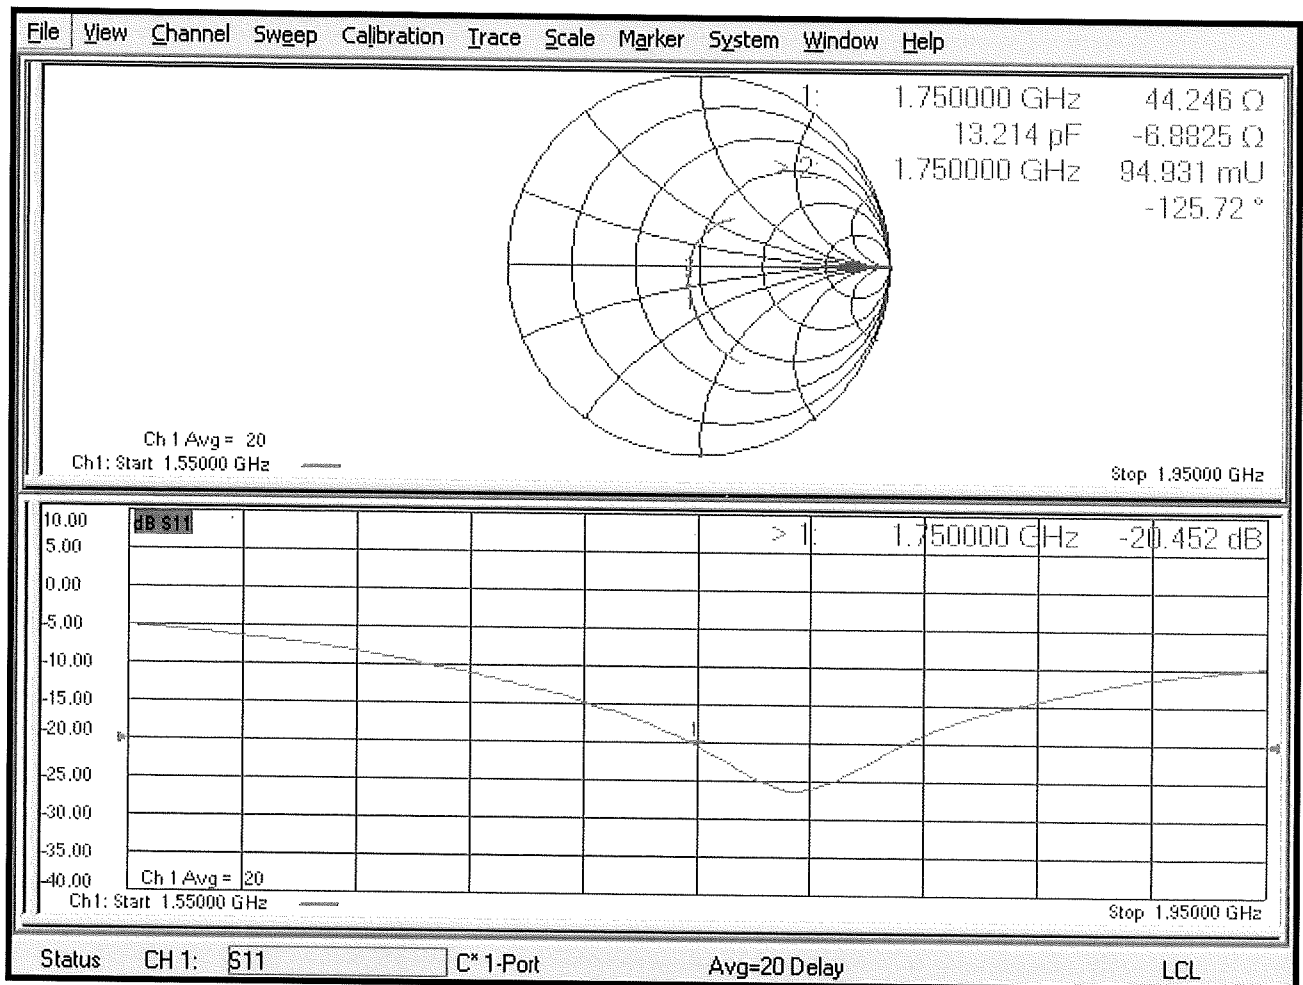 File View Channel Sweep Calibration Trace Scale Marker System Window Help
1: 1.750000 GHz 44.246 Ω
13.214 pF -6.8825 Ω
> 2: 1.750000 GHz 94.931 mU
-125.72 °
Ch 1 Avg = 20
Ch1: Start 1.55000 GHz
Stop 1.95000 GHz
10.00 dB S11 > 1: 1.750000 GHz -20.452 dB
5.00
0.00
-5.00
-10.00
-15.00
-20.00 1
-25.00
-30.00
-35.00
-40.00 Ch 1 Avg = 20
Ch1: Start 1.55000 GHz
Stop 1.95000 GHz
Status CH 1: S11 C* 1-Port Avg=20 Delay LCL